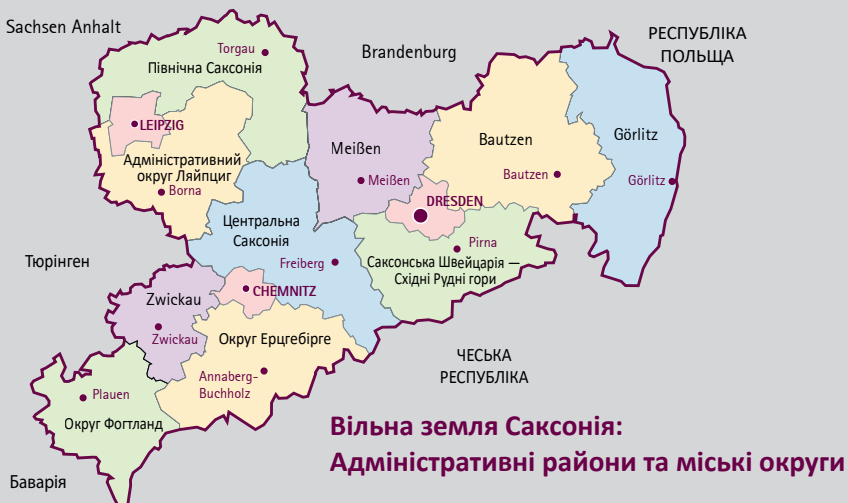 Sachsen Anhalt
Brandenburg
РЕСПУБЛІКА
ПОЛЬЩА
Torgau
Північна Саксонія
LEIPZIG
Адміністративний
округ Ляйпциг
Borna
Meißen
Meißen
Bautzen
Bautzen
Görlitz
Görlitz
DRESDEN
Центральна
Саксонія
Freiberg
Pirna
Саксонська Швейцарія —
Східні Рудні гори
Тюрінген
Zwickau
Zwickau
CHEMNITZ
Округ Ерцгебірге
Annaberg-
Buchholz
ЧЕСЬКА
РЕСПУБЛІКА
Plauen
Округ Фогтланд
Баварія
Вільна земля Саксонія:
Адміністративні райони та міські округи